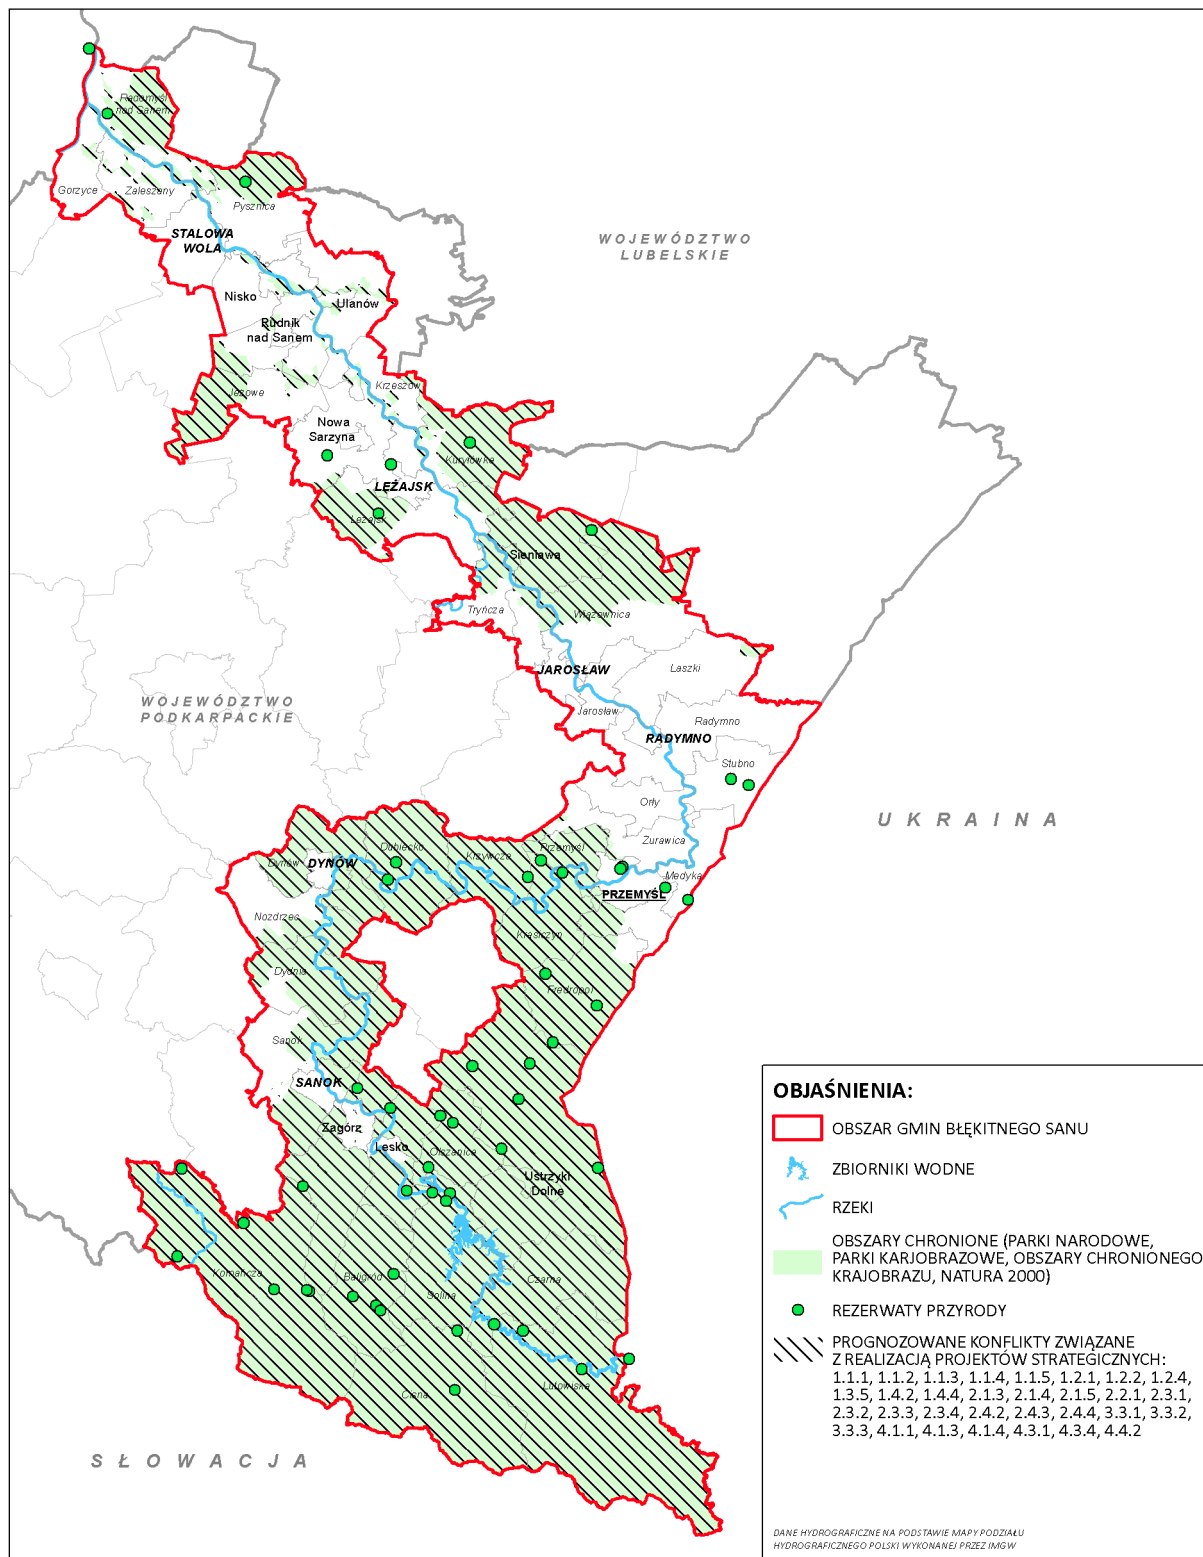 Radomyśl
nad Sanem
Gorzyce
Zaleszany
Pysznica
STALOWA
WOLA
WOJEWÓDZTWO
LUBELSKIE
Nisko
Ulanów
Rudnik
nad Sanem
Jeżowe
Krzeszów
Nowa
Sarzyna
Kuryłówka
LEŻAJSK
Leżajsk
Sieniawa
Tryńcza
Wiązownica
JAROSŁAW
Laszki
WOJEWÓDZTWO
PODKARPACKIE
Jarosław
Radymno
RADYMNO
Stubno
Orły
UKRAINA
Żurawica
Dubiecko
Krzywcza
Przemyśl
Dynów
DYNÓW
Medyka
PRZEMYŚL
Nozdrzec
Krasiczyn
Dydnia
Fredropol
Sanok
SANOK
Zagórz
Lesko
Olszanica
Ustrzyki
Dolne
Komańcza
Baligród
Solina
Czarna
Cisna
Lutowiska
SŁOWACJA
OBJAŚNIENIA:
OBSZAR GMIN BŁĘKITNEGO SANU
ZBIORNIKI WODNE
RZEKI
OBSZARY CHRONIONE (PARKI NARODOWE,
PARKI KARJOBRAZOWE, OBSZARY CHRONIONEGO
KRAJOBRAZU, NATURA 2000)
REZERWATY PRZYRODY
PROGNOZOWANE KONFLIKTY ZWIĄZANE
Z REALIZACJĄ PROJEKTÓW STRATEGICZNYCH:
1.1.1, 1.1.2, 1.1.3, 1.1.4, 1.1.5, 1.2.1, 1.2.2, 1.2.4,
1.3.5, 1.4.2, 1.4.4, 2.1.3, 2.1.4, 2.1.5, 2.2.1, 2.3.1,
2.3.2, 2.3.3, 2.3.4, 2.4.2, 2.4.3, 2.4.4, 3.3.1, 3.3.2,
3.3.3, 4.1.1, 4.1.3, 4.1.4, 4.3.1, 4.3.4, 4.4.2
DANE HYDROGRAFICZNE NA PODSTAWIE MAPY PODZIAŁU
HYDROGRAFICZNEGO POLSKI WYKONANEJ PRZEZ IMGW